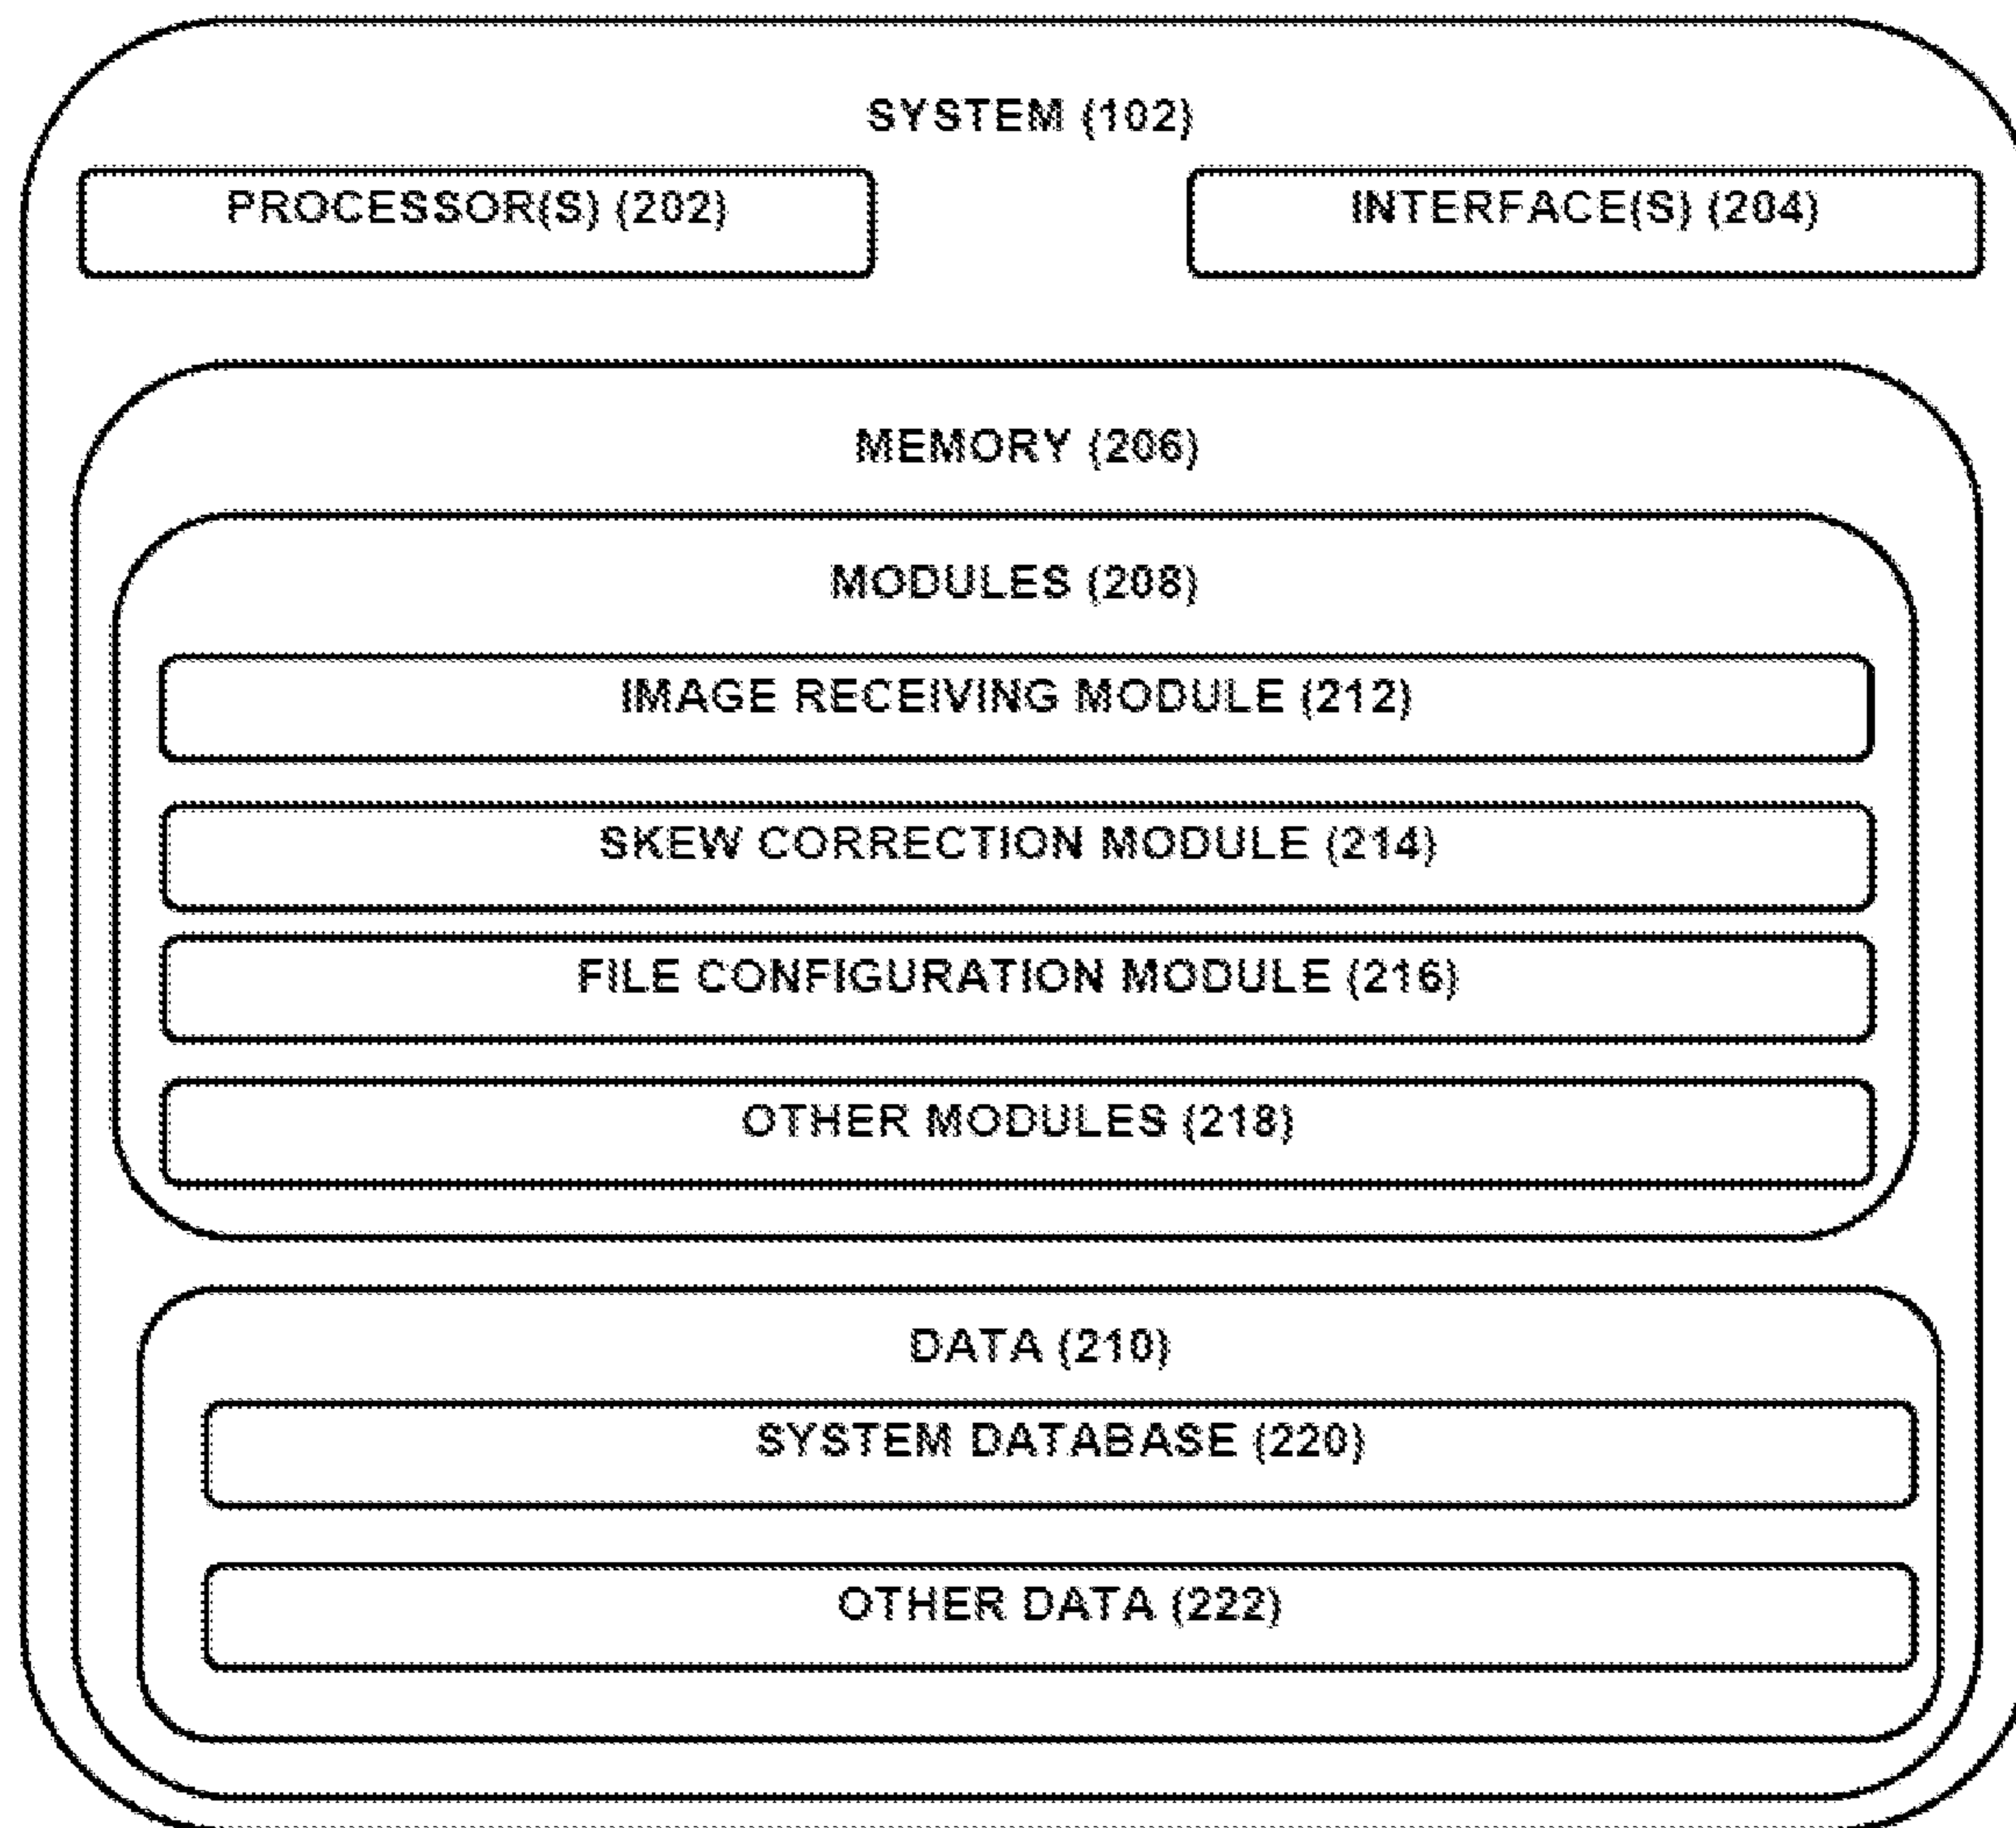 SYSTEM (102)
PROCESSOR(S) (202)
INTERFACE(S) (204)
MEMORY (206)
MODULES (208)
IMAGE RECEIVING MODULE (212)
SKEW CORRECTION MODULE (214)
FILE CONFIGURATION MODULE (216)
OTHER MODULES (218)
DATA (210)
SYSTEM DATABASE (220)
OTHER DATA (222)